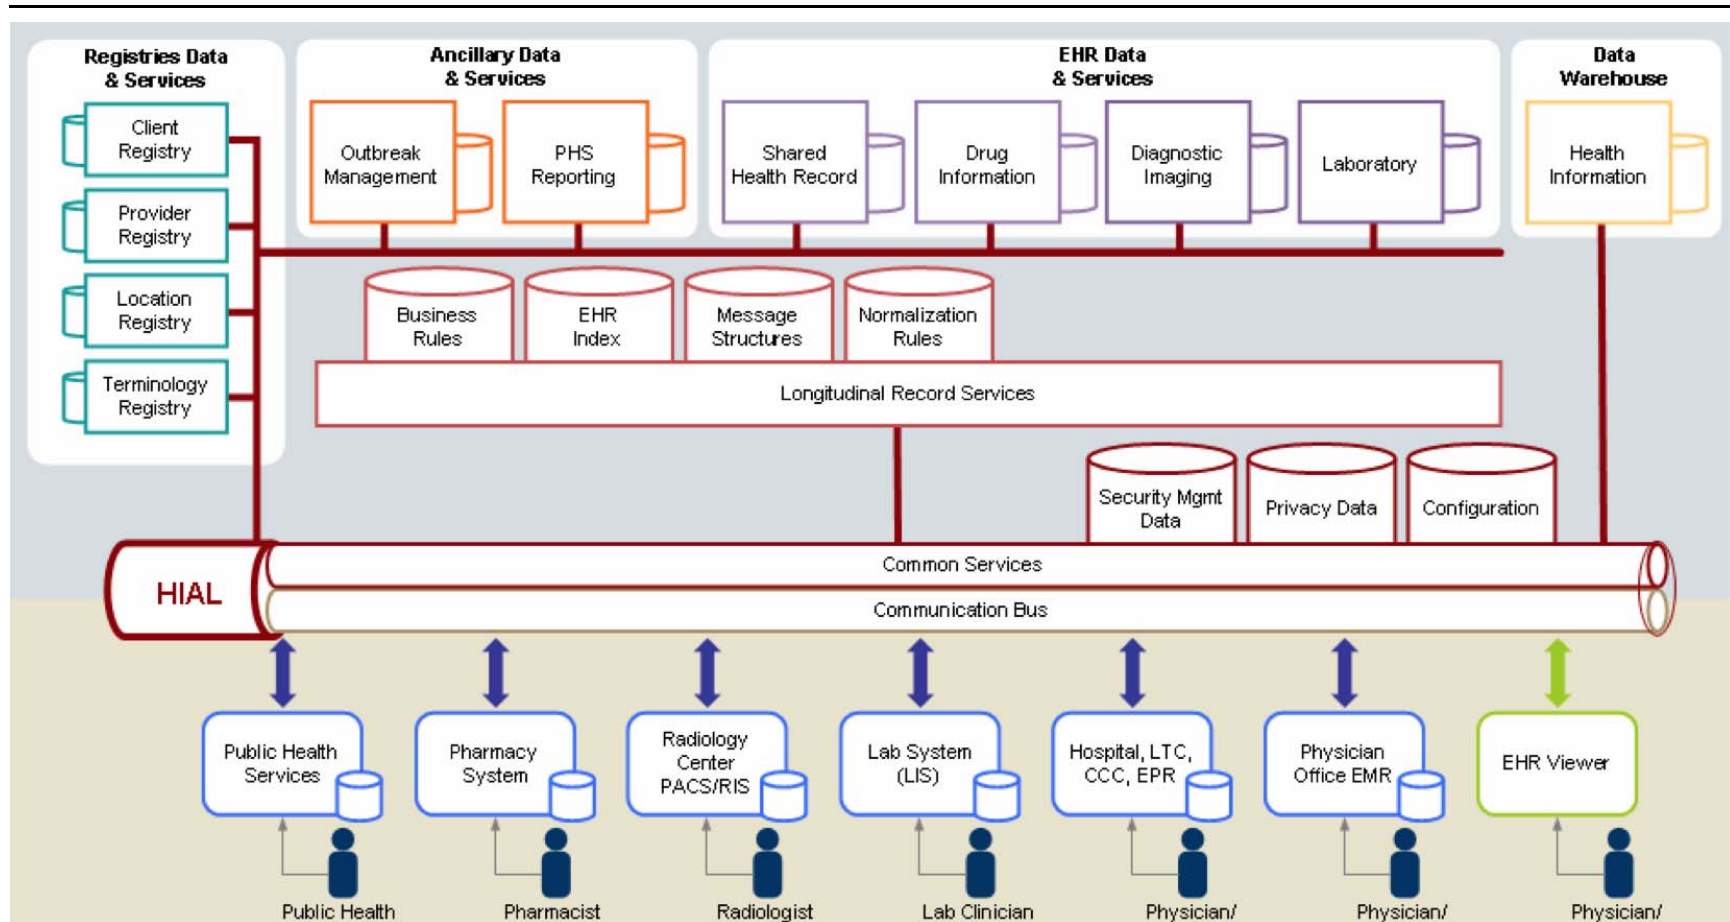 Registries Data
& Services
Client
Registry
Provider
Registry
Location
Registry
Terminology
Registry
Ancillary Data
& Services
Outbreak
Management
PHS
Reporting
EHR Data
& Services
Shared
Health Record
Drug
Information
Diagnostic
Imaging
Laboratory
Data
Warehouse
Health
Information
Business
Rules
EHR
Index
Message
Structures
Normalization
Rules
Longitudinal Record Services
Security Mgmt
Data
Privacy Data
Configuration
HIAL
Common Services
Communication Bus
Public Health
Services
Pharmacy
System
Radiology
Center
PACS/RIS
Lab System
(LIS)
Hospital, LTC,
CCC, EPR
Physician
Office EMR
EHR Viewer
Public Health
Pharmacist
Radiologist
Lab Clinician
Physician/
Physician/
Physician/